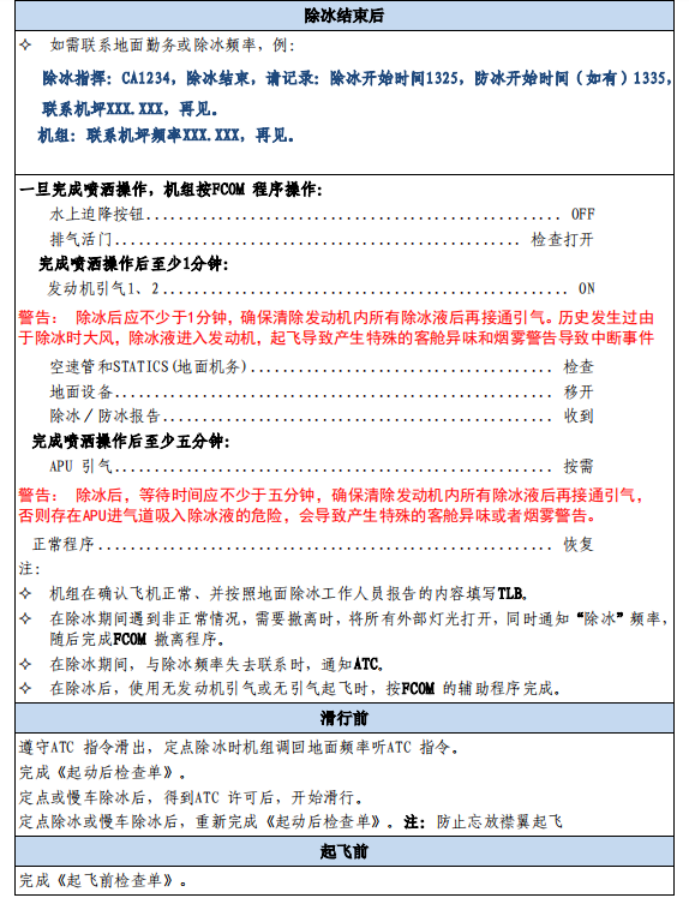 除冰结束后
✧ 如需联系地面勤务或除冰频率，例：
除冰指挥：CA1234，除冰结束，请记录：除冰开始时间1325，防冰开始时间（如有）1335，
联系机坪XXX.XXX，再见。
机组：联系机坪频率XXX.XXX，再见。
一旦完成喷洒操作，机组按FCOM 程序操作：
水上迫降按钮.................................................. OFF
排气活门.................................................. 检查打开
完成喷洒操作后至少1分钟：
发动机引气1、2.................................................. ON
警告： 除冰后应不少于1分钟，确保清除发动机内所有除冰液后再接通引气。历史发生过由
于除冰时大风，除冰液进入发动机，起飞导致产生特殊的客舱异味和烟雾警告导致中断事件
空速管和STATICS(地面机务)..................................... 检查
地面设备...................................................... 移开
除冰／防冰报告................................................ 收到
完成喷洒操作后至少五分钟：
APU 引气...................................................... 按需
警告： 除冰后，等待时间应不少于五分钟，确保清除发动机内所有除冰液后再接通引气，
否则存在APU进气道吸入除冰液的危险，会导致产生特殊的客舱异味或者烟雾警告。
正常程序........................................................ 恢复
注：
✧ 机组在确认飞机正常、并按照地面除冰工作人员报告的内容填写TLB。
✧ 在除冰期间遇到非正常情况，需要撤离时，将所有外部灯光打开，同时通知“除冰”频率，
随后完成FCOM 撤离程序。
✧ 在除冰期间，与除冰频率失去联系时，通知ATC。
✧ 在除冰后，使用无发动机引气或无引气起飞时，按FCOM 的辅助程序完成。
滑行前
遵守ATC 指令滑出，定点除冰时机组调回地面频率听ATC 指令。
完成《起动后检查单》。
定点或慢车除冰后，得到ATC 许可后，开始滑行。
定点除冰或慢车除冰后，重新完成《起动后检查单》。注：防止忘放襟翼起飞
起飞前
完成《起飞前检查单》。